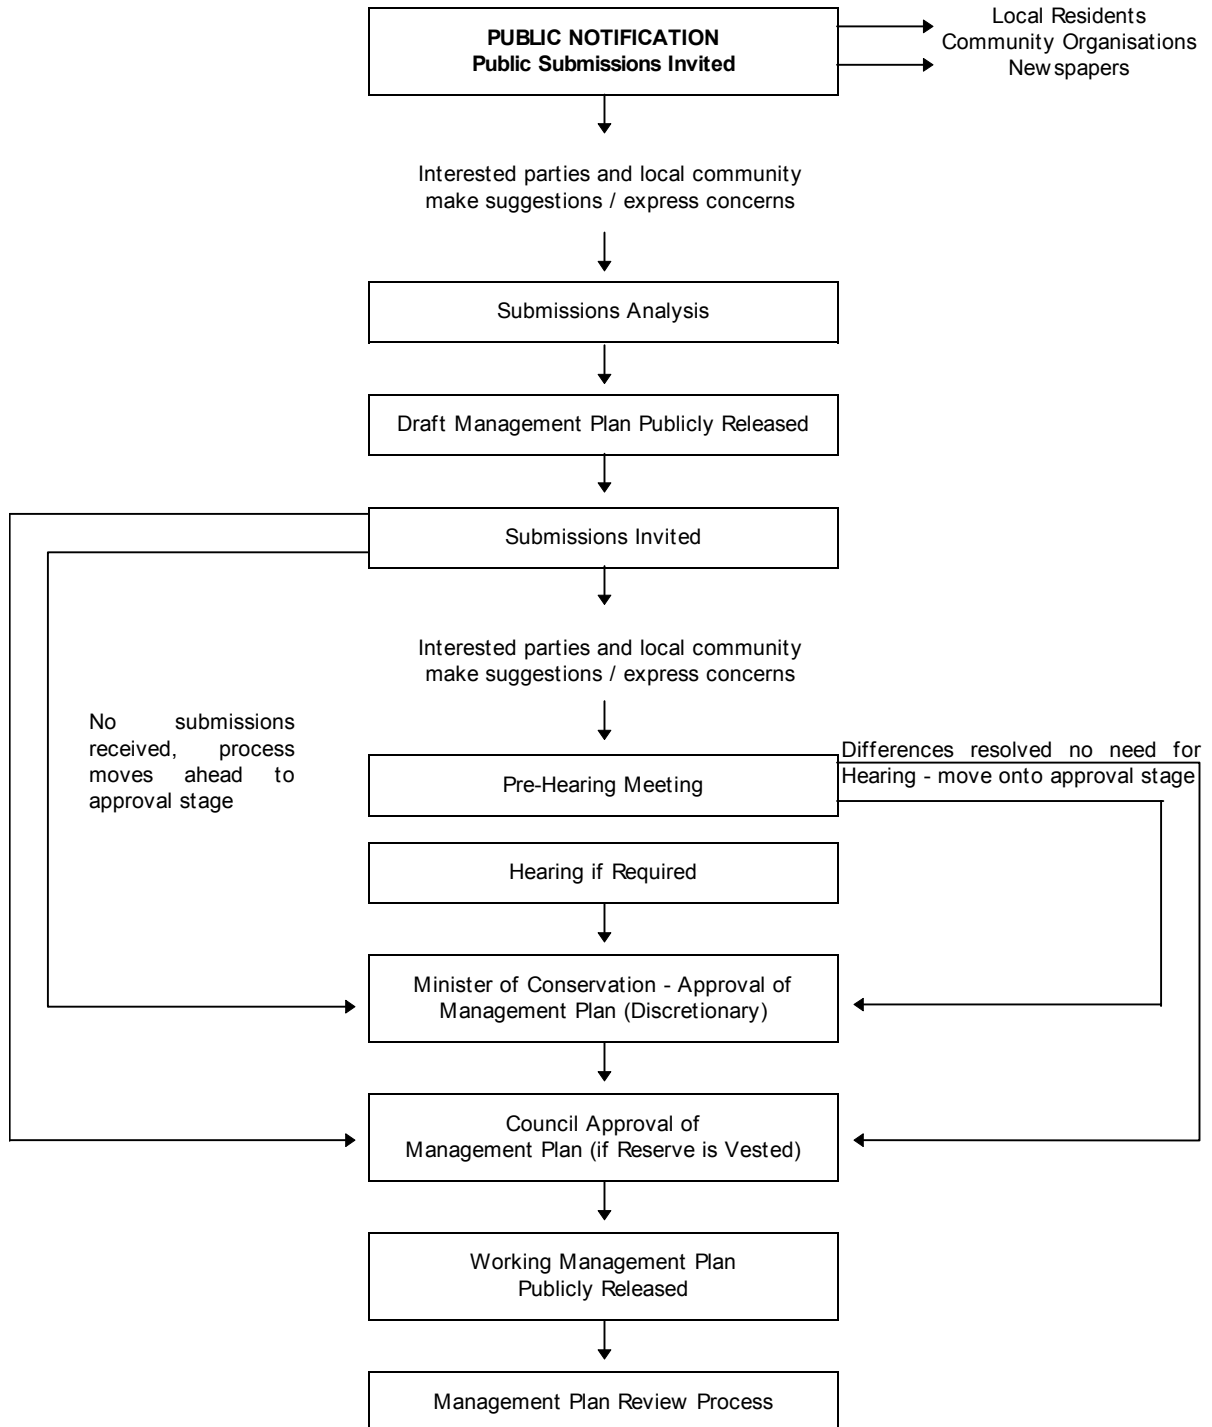 PUBLIC NOTIFICATION
Public Submissions Invited
Local Residents
Community Organisations
Newspapers
Interested parties and local community
make suggestions / express concerns
Submissions Analysis
Draft Management Plan Publicly Released
Submissions Invited
Interested parties and local community
make suggestions / express concerns
No submissions
received, process
moves ahead to
approval stage
Pre-Hearing Meeting
Differences resolved no need for
Hearing - move onto approval stage
Hearing if Required
Minister of Conservation - Approval of
Management Plan (Discretionary)
Council Approval of
Management Plan (if Reserve is Vested)
Working Management Plan
Publicly Released
Management Plan Review Process